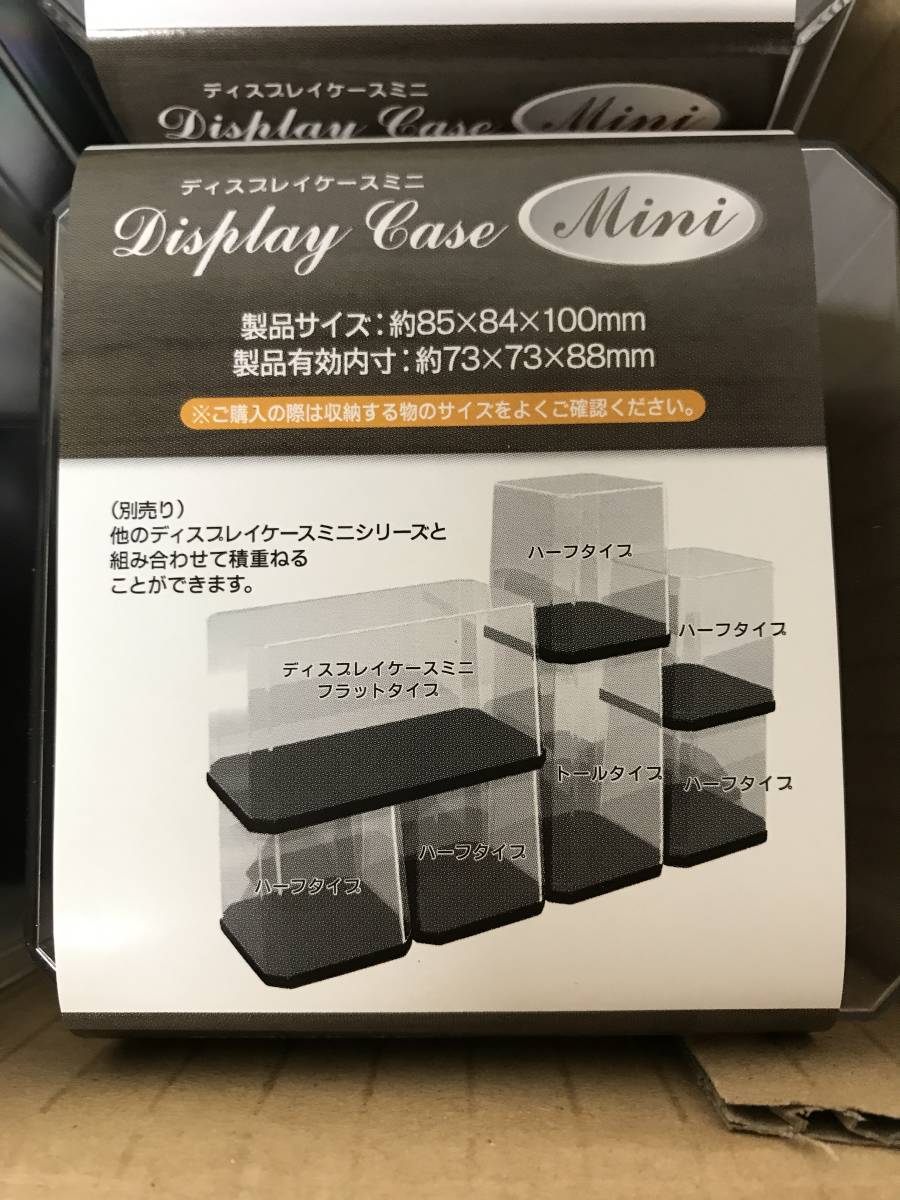 ディスプレイケースミニ
Display Case Mini
ディスプレイケースミニ
Display Case Mini
製品サイズ：約85×84×100mm
製品有効内寸：約73×73×88mm
※ご購入の際は収納する物のサイズをよくご確認ください。
（別売り）
他のディスプレイケースミニシリーズと
組み合わせて積重ねる
ことができます。
ハーフタイプ
ハーフタイプ
ディスプレイケースミニ
フラットタイプ
トールタイプ
ハーフタイプ
ハーフタイプ
ハーフタイプ